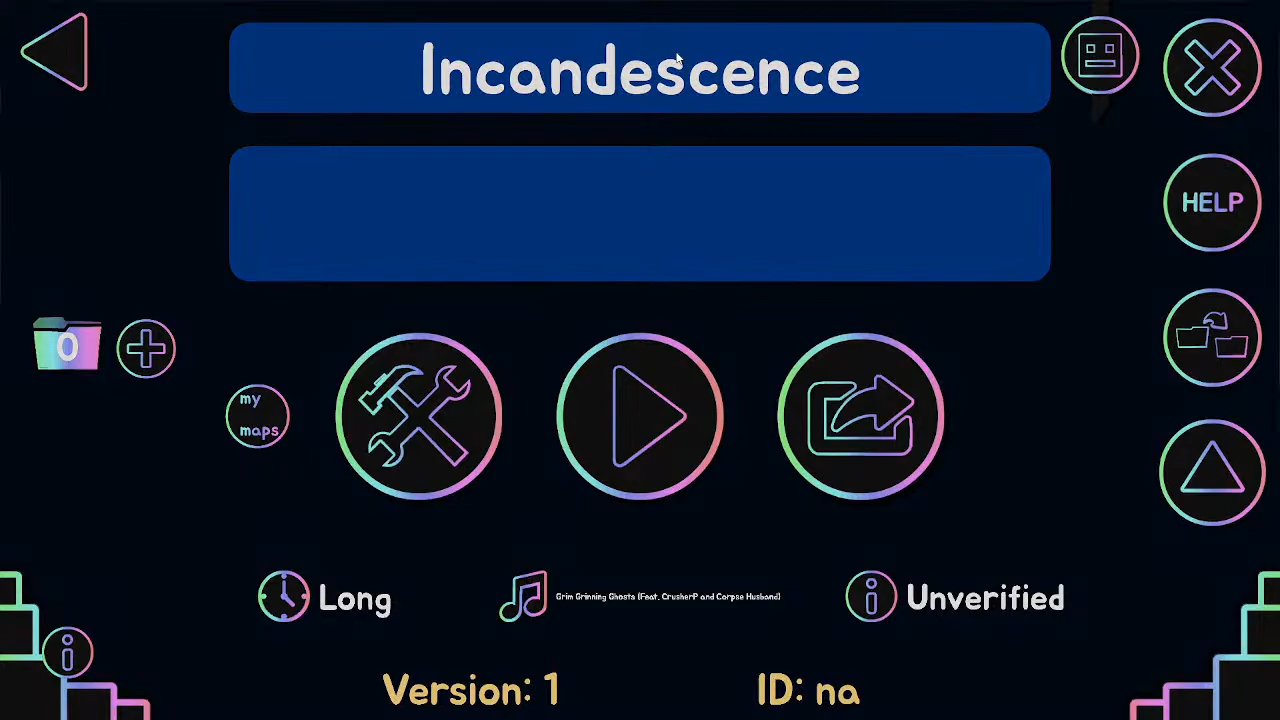 Incandescence
HELP
0
my
maps
Long
Grim Grinning Ghosts (Feat. CrusherP and Corpse Husband)
Unverified
Version: 1
ID: na